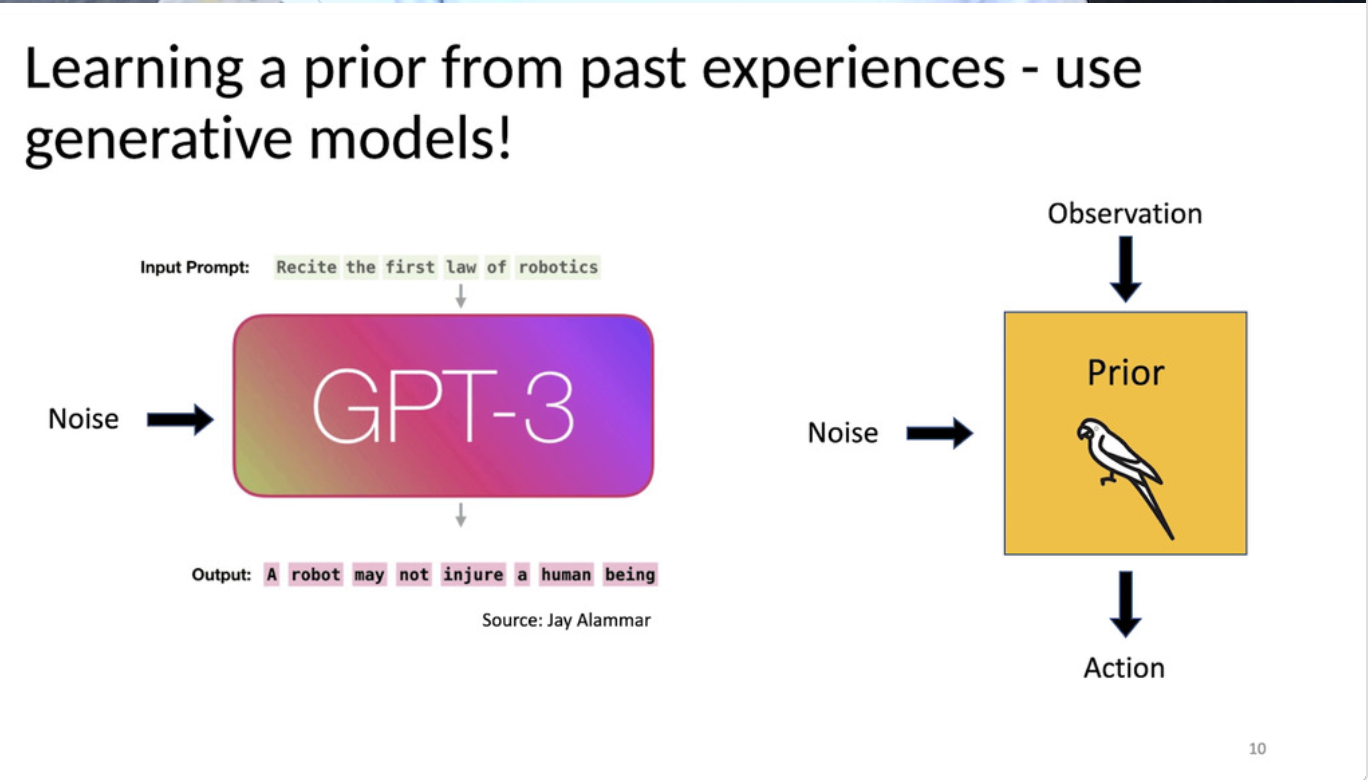 Learning a prior from past experiences - use
generative models!
Input Prompt: Recite the first law of robotics
Noise
GPT-3
Output: A robot may not injure a human being
Source: Jay Alammar
Observation
Prior
Noise
Action
10